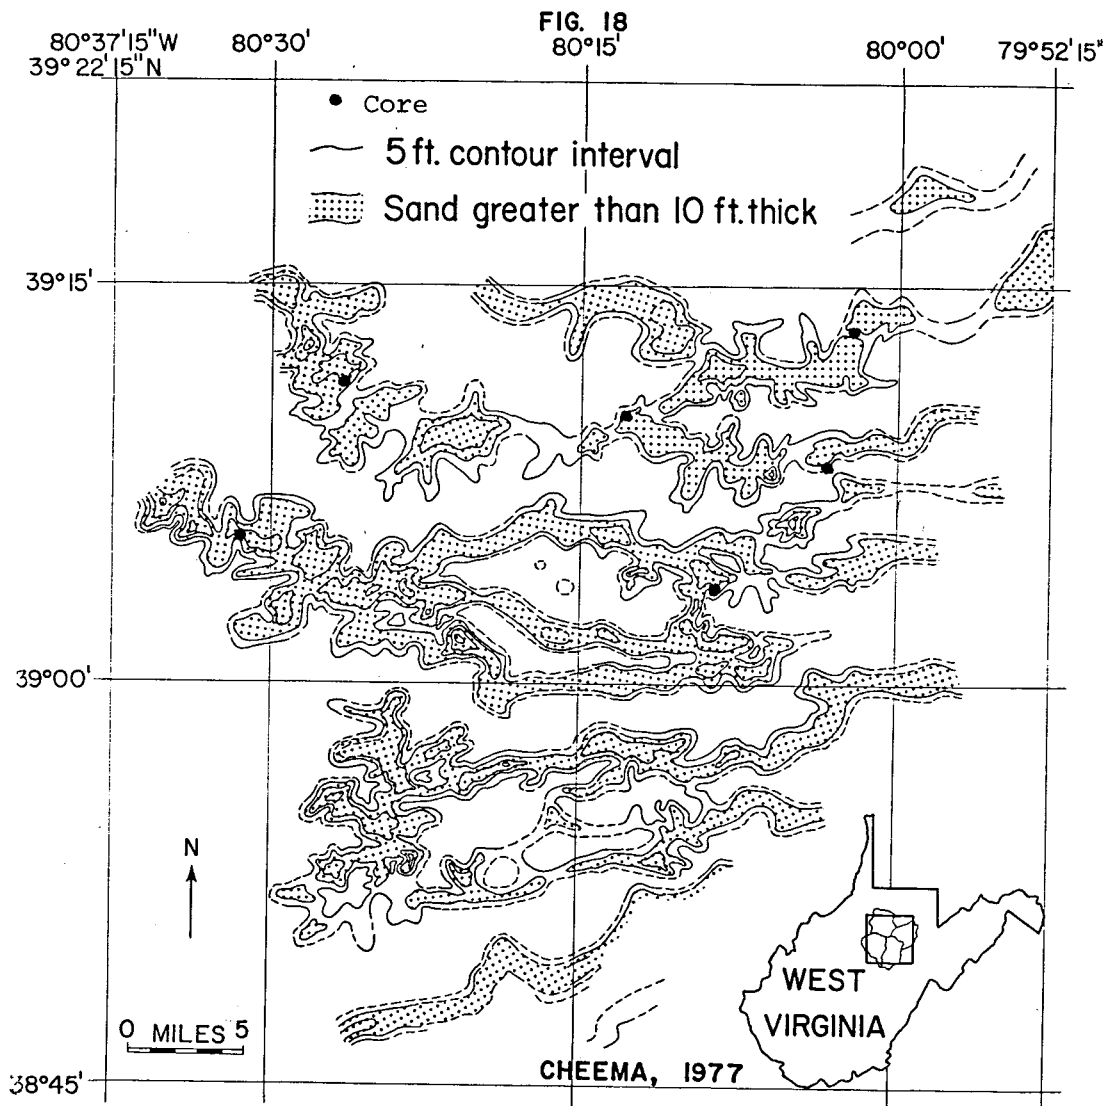 FIG. 18
80°37'15"W 80°30' 80°15' 80°00' 79°52'15"
39°22'15"N
Core
5 ft. contour interval
Sand greater than 10 ft. thick
39°15'
39°00'
N
WEST
VIRGINIA
0 MILES 5
CHEEMA, 1977
38°45'